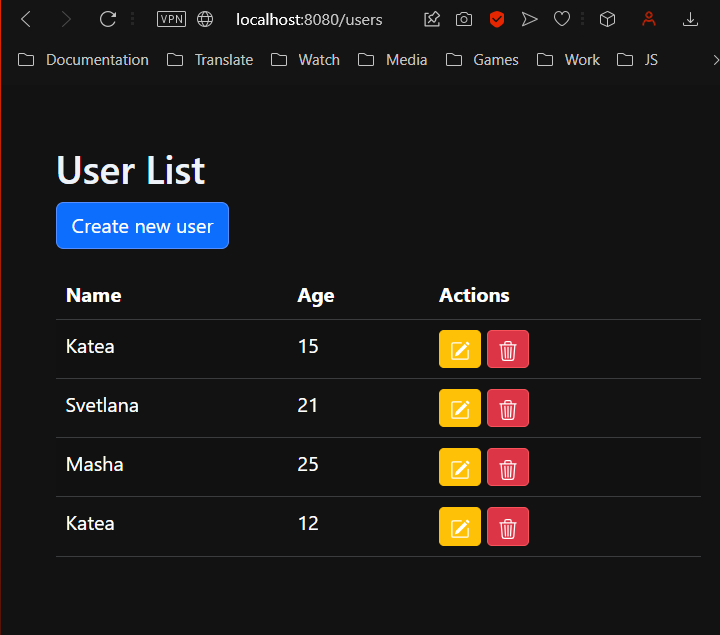 VPN localhost:8080/users
Documentation Translate Watch Media Games Work JS
User List
Create new user
Name Age Actions
Katea 15
Svetlana 21
Masha 25
Katea 12